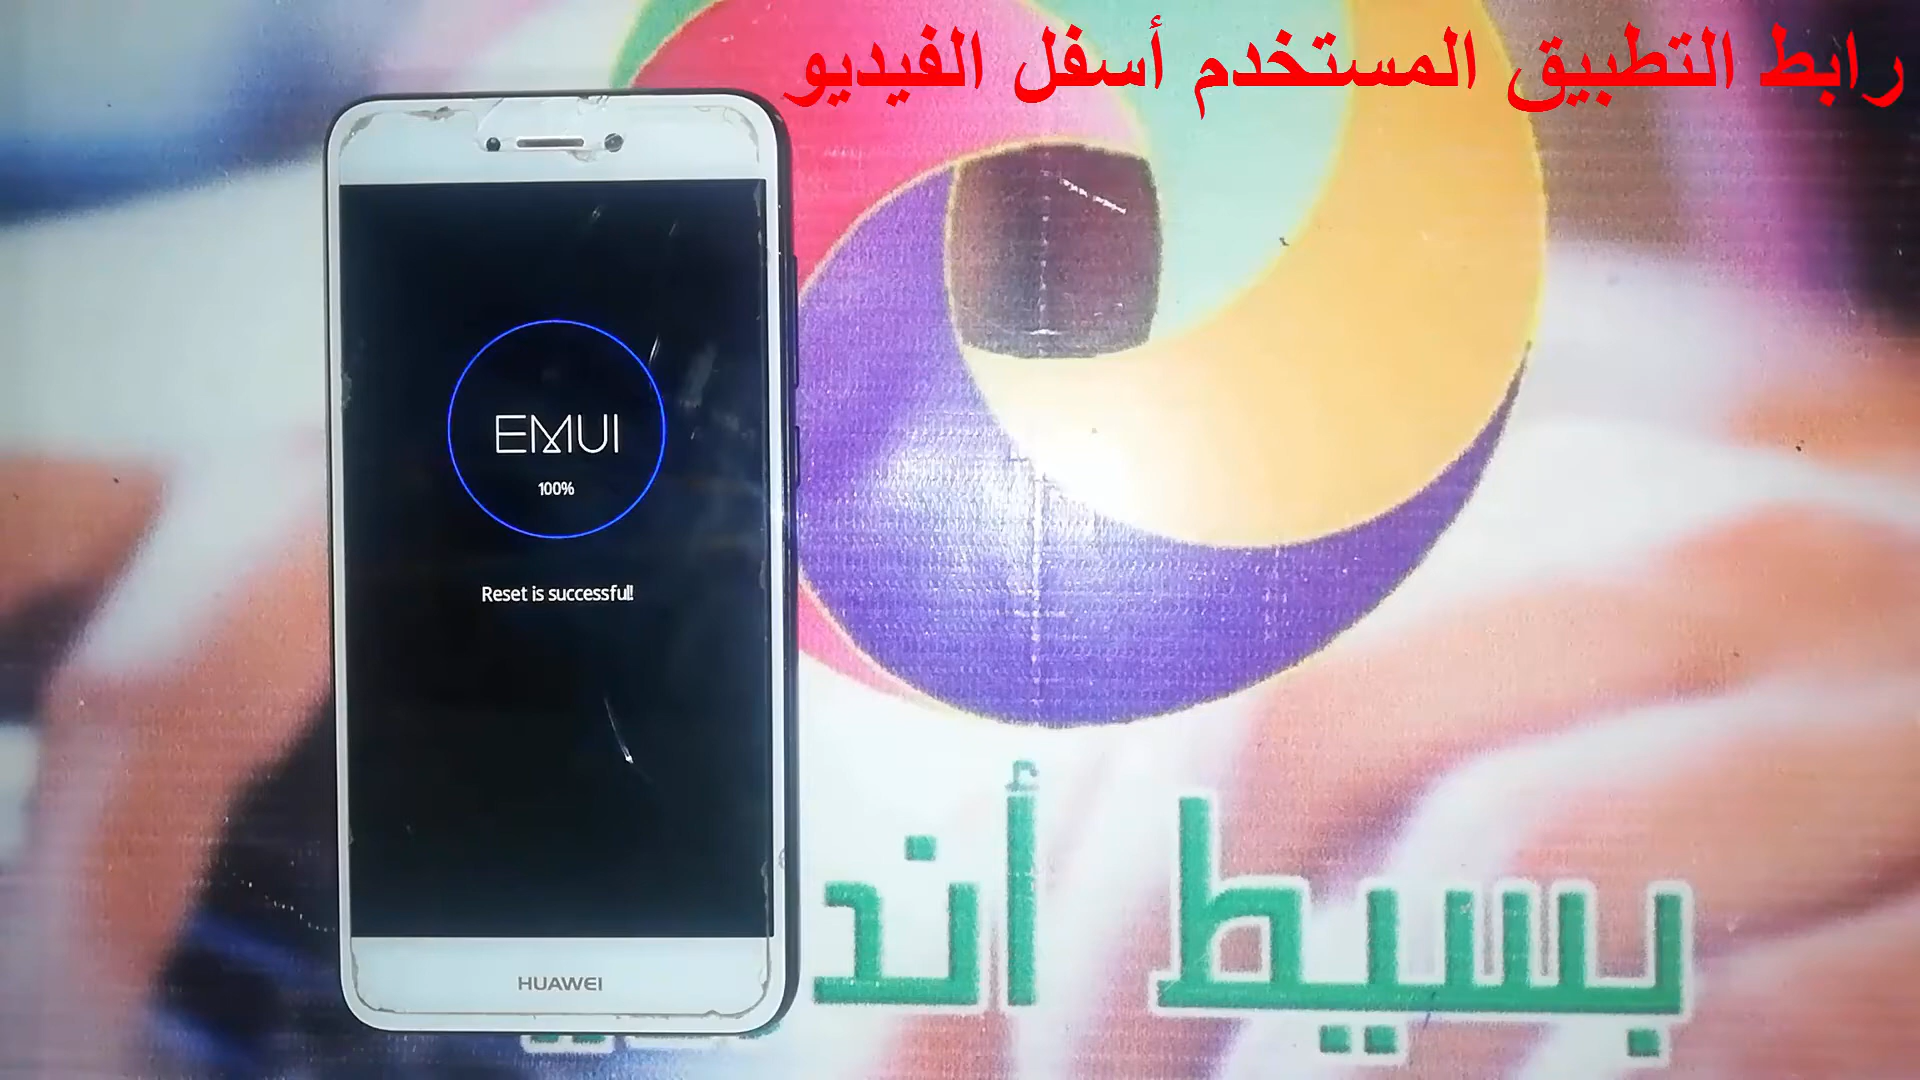 رابط التطبيق المستخدم أسفل الفيديو
EMUI
100%
Reset is successful!
HUAWEI
بسيط أند